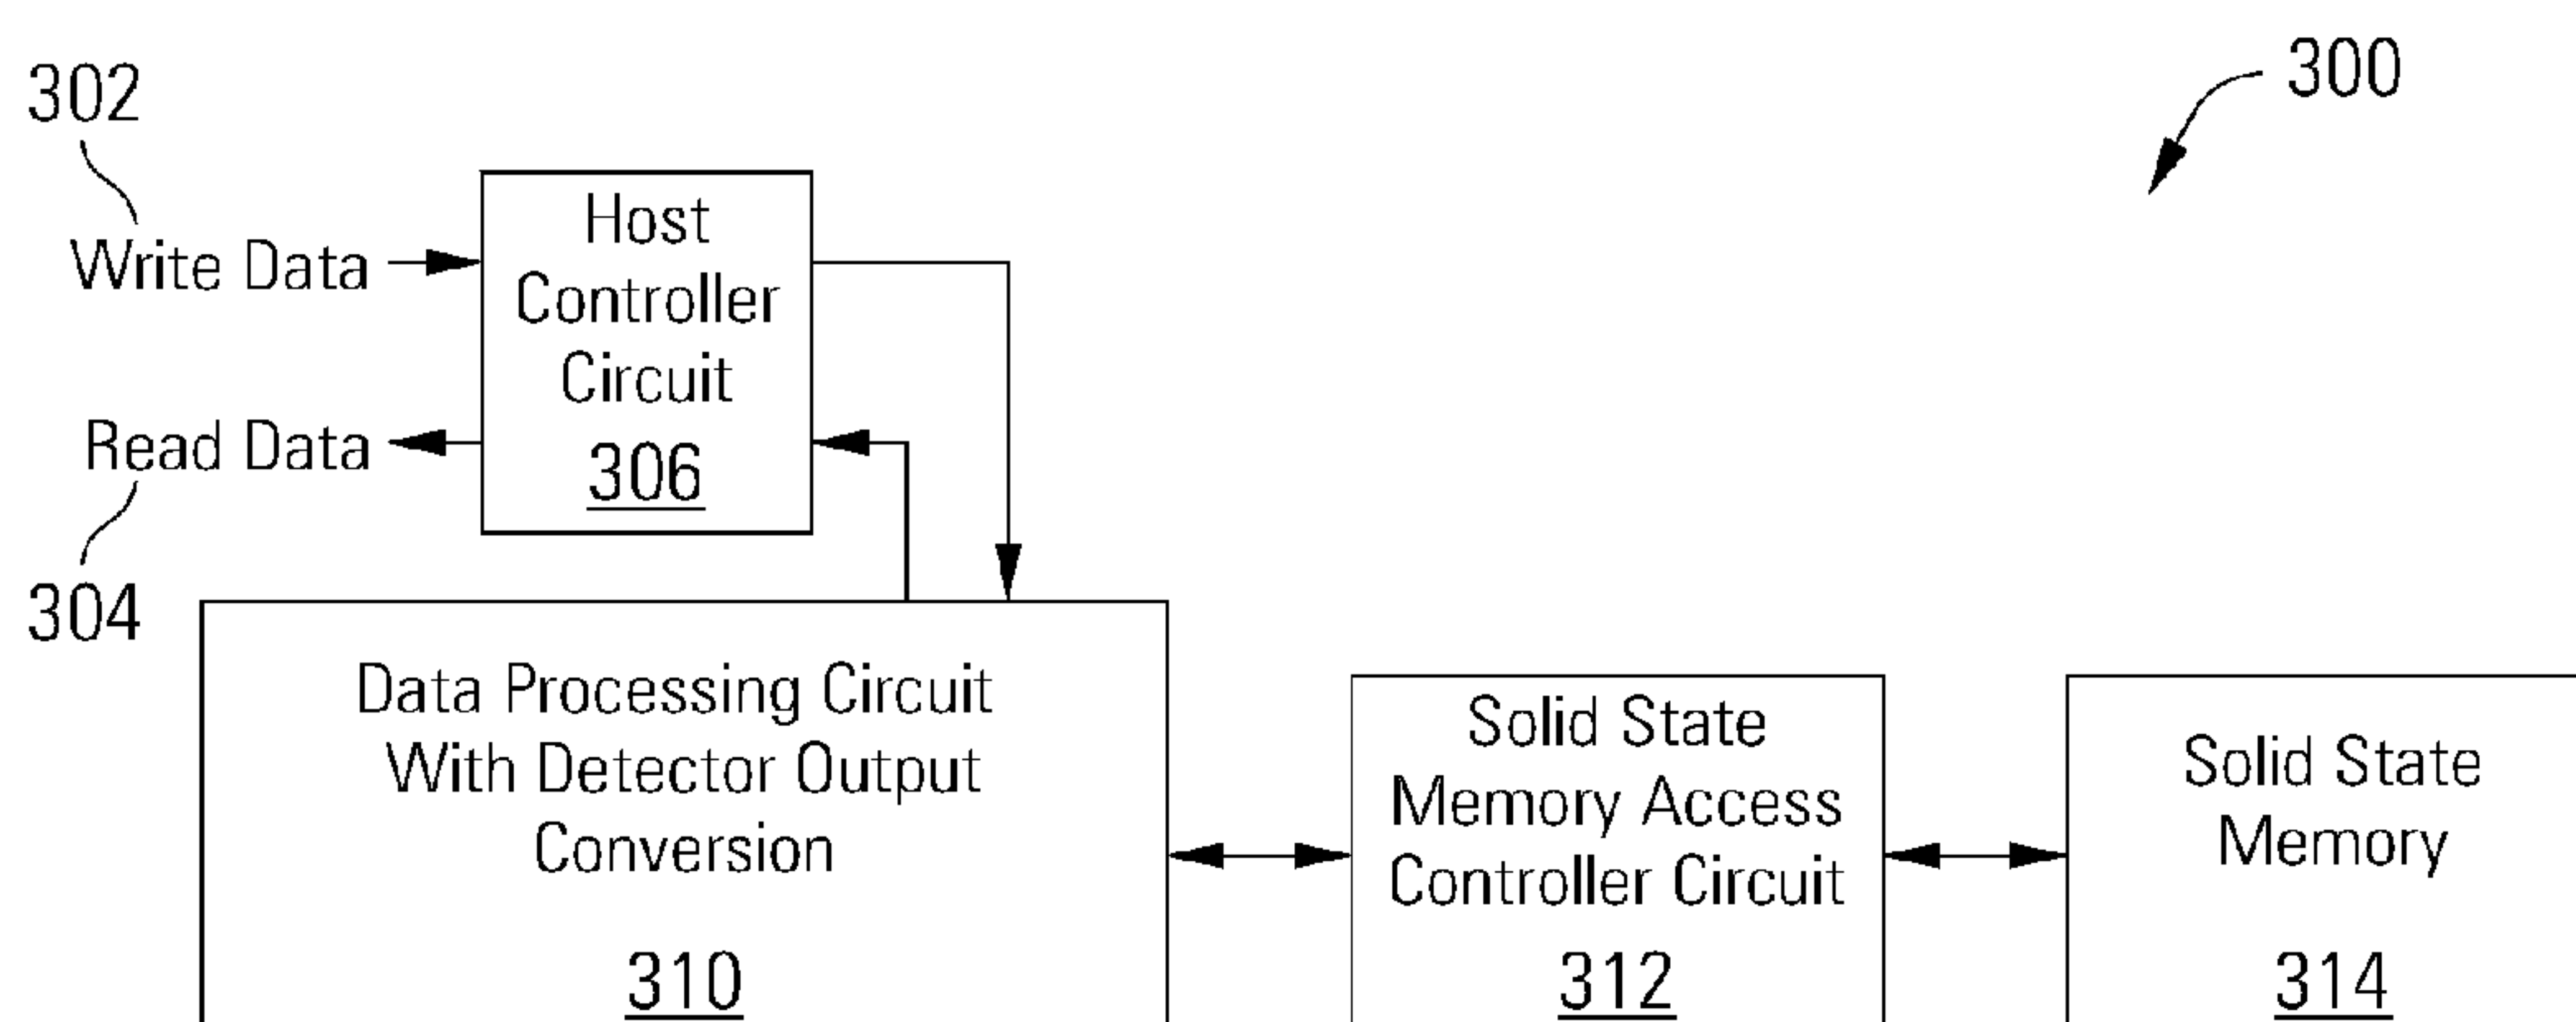 300
302
Write Data
Read Data
304
Host
Controller
Circuit
306
Data Processing Circuit
With Detector Output
Conversion
310
Solid State
Memory Access
Controller Circuit
312
Solid State
Memory
314